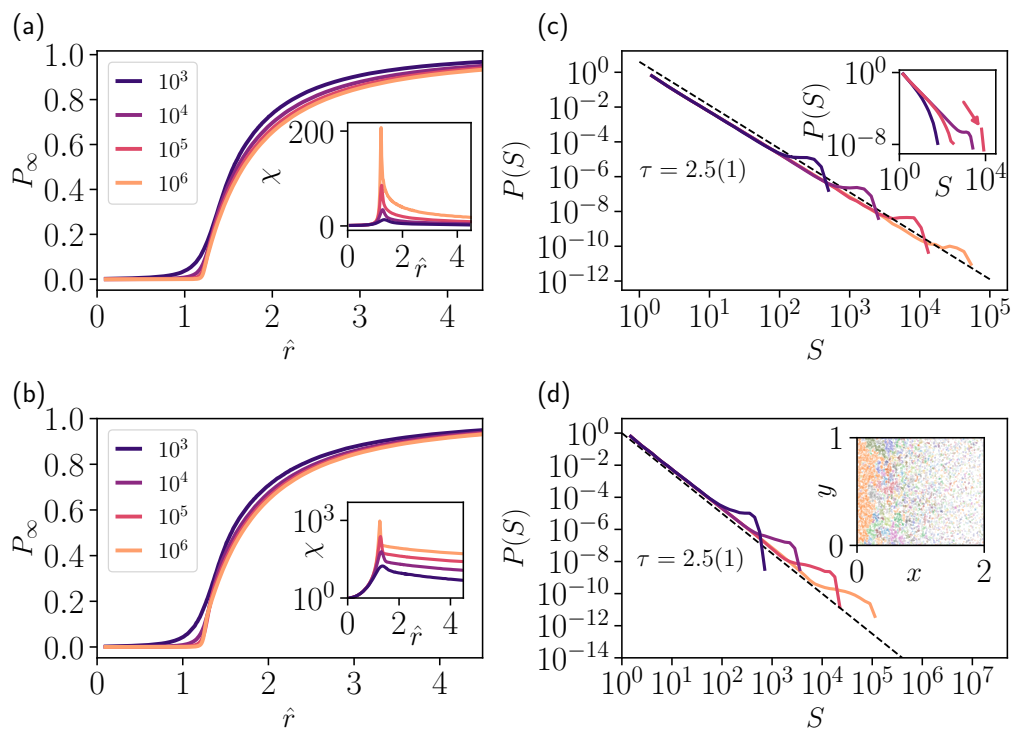 (a)
1.0
0.8
0.6
0.4
0.2
0.0
P∞
0 1 2 3 4
r̂
10³
10⁴
10⁵
10⁶
200
0
χ
0 2 4
r̂
(c)
10⁰
10⁻²
10⁻⁴
10⁻⁶
10⁻⁸
10⁻¹⁰
10⁻¹²
P(S)
τ = 2.5(1)
10⁰ 10¹ 10² 10³ 10⁴ 10⁵
S
10⁰
10⁻⁸
P(S)
10⁰ 10⁴
S
(b)
1.0
0.8
0.6
0.4
0.2
0.0
P∞
0 1 2 3 4
r̂
10³
10⁴
10⁵
10⁶
10³
10⁰
χ
0 2 4
r̂
(d)
10⁰
10⁻²
10⁻⁴
10⁻⁶
10⁻⁸
10⁻¹⁰
10⁻¹²
10⁻¹⁴
P(S)
τ = 2.5(1)
10⁰ 10¹ 10² 10³ 10⁴ 10⁵ 10⁶ 10⁷
S
1
0
y
0 x 2